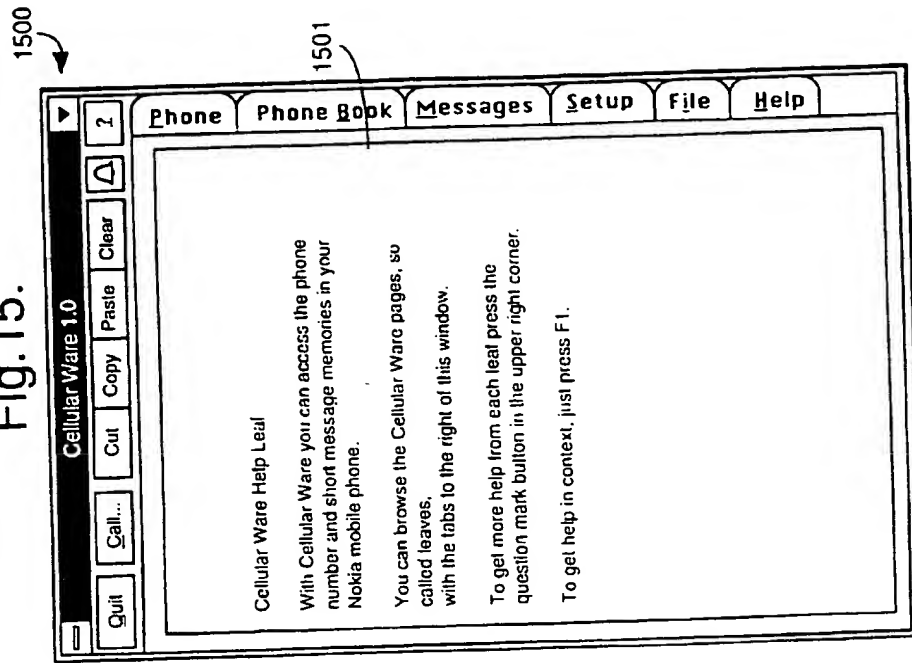 Fig.15.
1500
Cellular Ware 1.0
Quit Call... Cut Copy Paste Clear ?
Phone
Phone Book
Messages
Setup
File
Help
1501
Cellular Ware Help Leaf
With Cellular Ware you can access the phone
number and short message memories in your
Nokia mobile phone.
You can browse the Cellular Ware pages, so
called leaves,
with the tabs to the right of this window.
To get more help from each leaf press the
question mark button in the upper right corner.
To get help in context, just press F1.